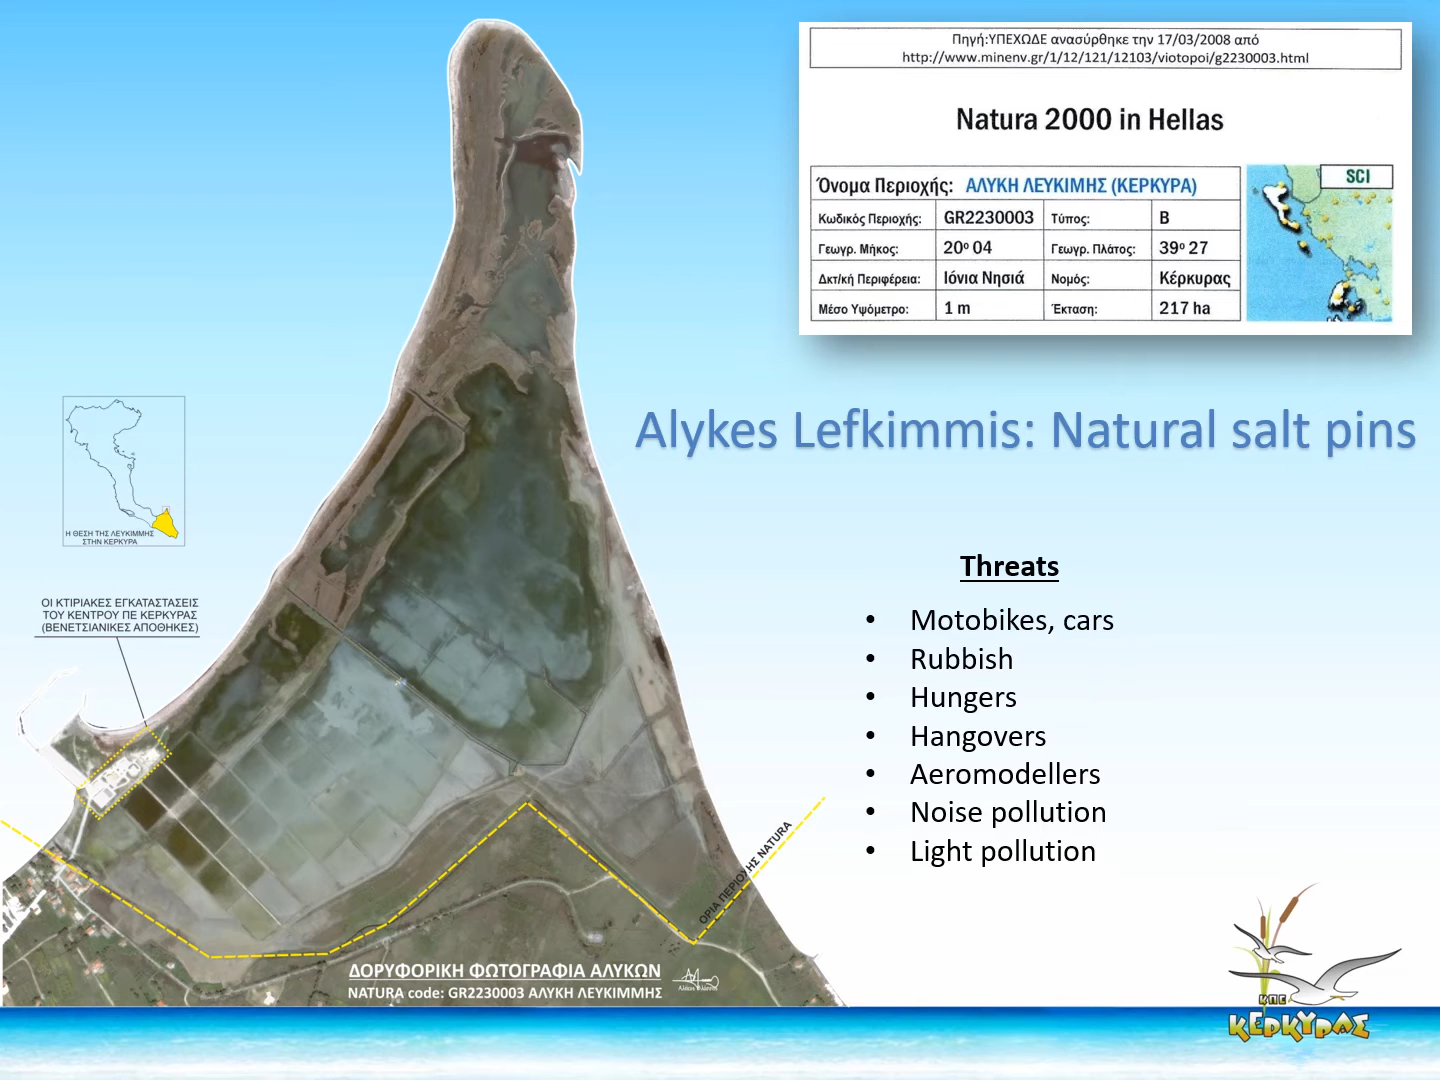 Πηγή:ΥΠΕΧΩΔΕ ανασύρθηκε την 17/03/2008 από
http://www.minenv.gr/1/12/121/12103/viotopoi/g2230003.html
Natura 2000 in Hellas
Όνομα Περιοχής: ΑΛΥΚΗ ΛΕΥΚΙΜΗΣ (ΚΕΡΚΥΡΑ)
SCI
Κωδικός Περιοχής: GR2230003 Τύπος: B
Γεωγρ. Μήκος: 20º 04 Γεωγρ. Πλάτος: 39º 27
Δκτ/κή Περιφέρεια: Ιόνια Νησιά Νομός: Κέρκυρας
Μέσο Υψόμετρο: 1 m Έκταση: 217 ha
Alykes Lefkimmis: Natural salt pins
Η ΘΕΣΗ ΤΗΣ ΛΕΥΚΙΜΜΗΣ
ΣΤΗΝ ΚΕΡΚΥΡΑ
ΟΙ ΚΤΙΡΙΑΚΕΣ ΕΓΚΑΤΑΣΤΑΣΕΙΣ
ΤΟΥ ΚΕΝΤΡΟΥ ΠΕ ΚΕΡΚΥΡΑΣ
(ΒΕΝΕΤΣΙΑΝΙΚΕΣ ΑΠΟΘΗΚΕΣ)
Threats
• Motobikes, cars
• Rubbish
• Hungers
• Hangovers
• Aeromodellers
• Noise pollution
• Light pollution
ΟΡΙΑ ΠΕΡΙΟΧΗΣ NATURA
ΔΟΡΥΦΟΡΙΚΗ ΦΩΤΟΓΡΑΦΙΑ ΑΛΥΚΩΝ
NATURA code: GR2230003 ΑΛΥΚΗ ΛΕΥΚΙΜΜΗΣ
ΚΠΕ
ΚΕΡΚΥΡΑΣ